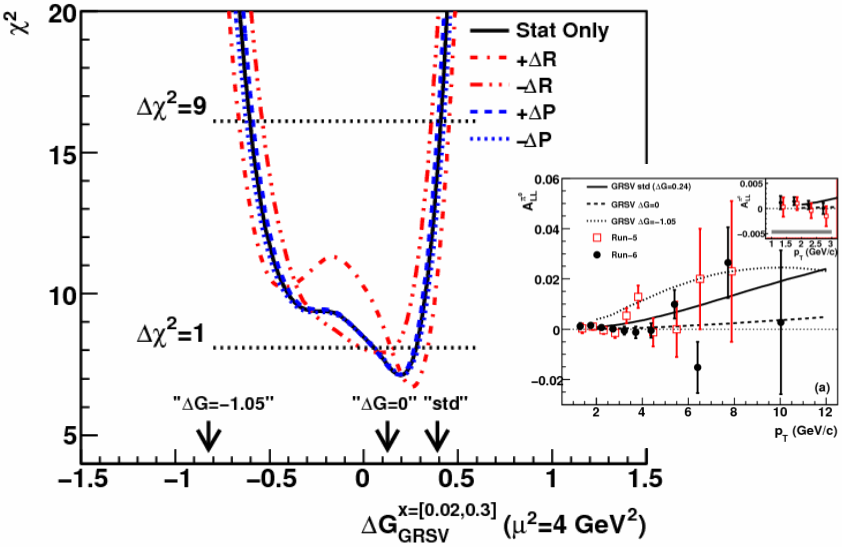 χ²
20
15
10
5
Δχ²=9
Δχ²=1
Stat Only
+ΔR
−ΔR
+ΔP
−ΔP
"ΔG=−1.05" "ΔG=0" "std"
−1.5 −1 −0.5 0 0.5 1 1.5
ΔG_GRSV^x=[0.02,0.3] (μ²=4 GeV²)
A_LL^π⁰
0.06
0.04
0.02
0
−0.02
GRSV std (ΔG=0.24)
GRSV ΔG=0
GRSV ΔG=−1.05
Run-5
Run-6
A_LL^π⁰
0.005
0
−0.005
1 1.5 2 2.5 3
p_T (GeV/c)
(a)
2 4 6 8 10 12
p_T (GeV/c)